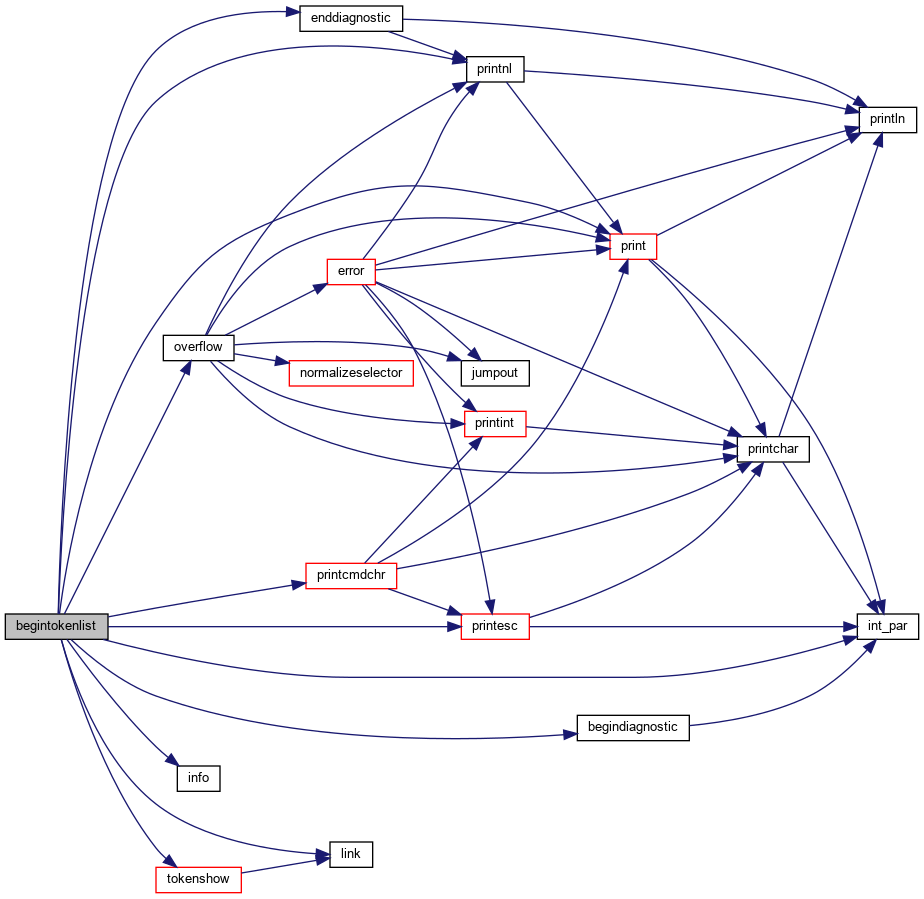 enddiagnostic
printnl
println
print
error
overflow
normalizeselector
jumpout
printint
printchar
printcmdchr
begintokenlist
printesc
int_par
begindiagnostic
info
link
tokenshow